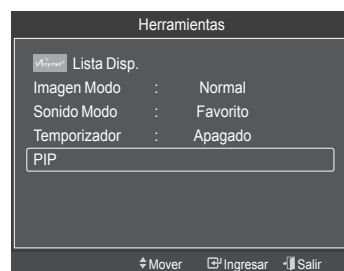 Herramientas
Anynet+ Lista Disp.
Imagen Modo : Normal
Sonido Modo : Favorito
Temporizador : Apagado
PIP
Mover Ingresar Salir